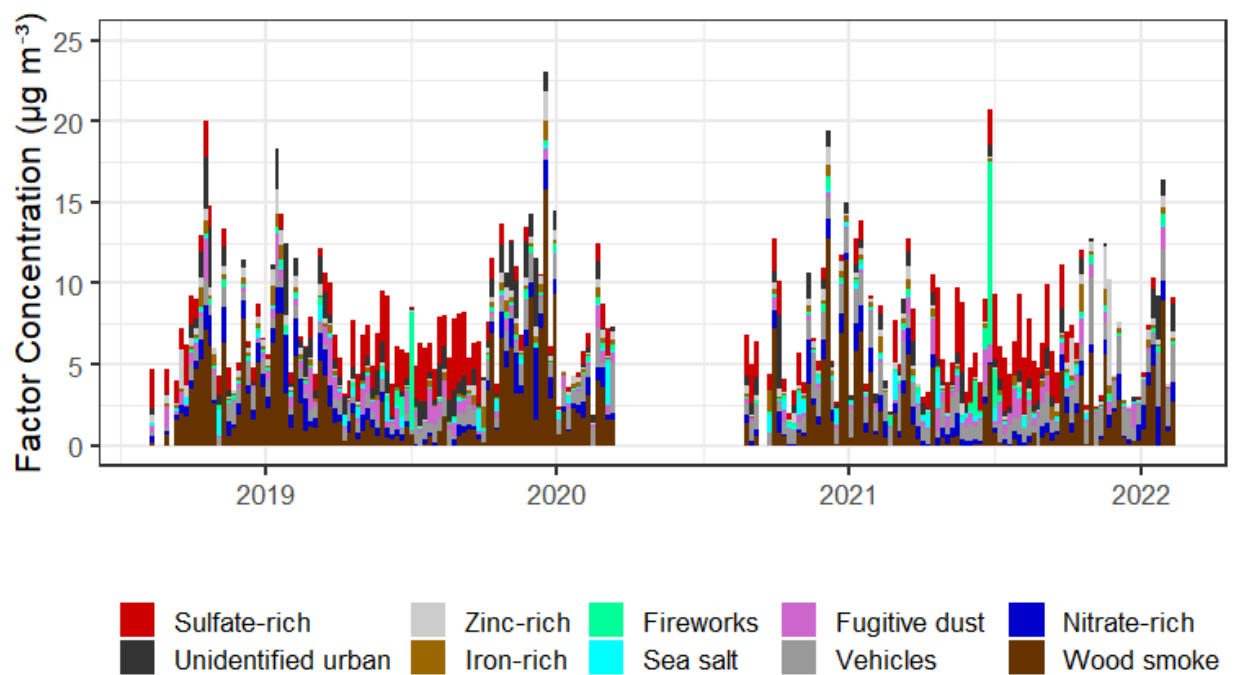 Factor Concentration (µg m⁻³)
25
20
15
10
5
0
2019 2020 2021 2022
Sulfate-rich Zinc-rich Fireworks Fugitive dust Nitrate-rich
Unidentified urban Iron-rich Sea salt Vehicles Wood smoke